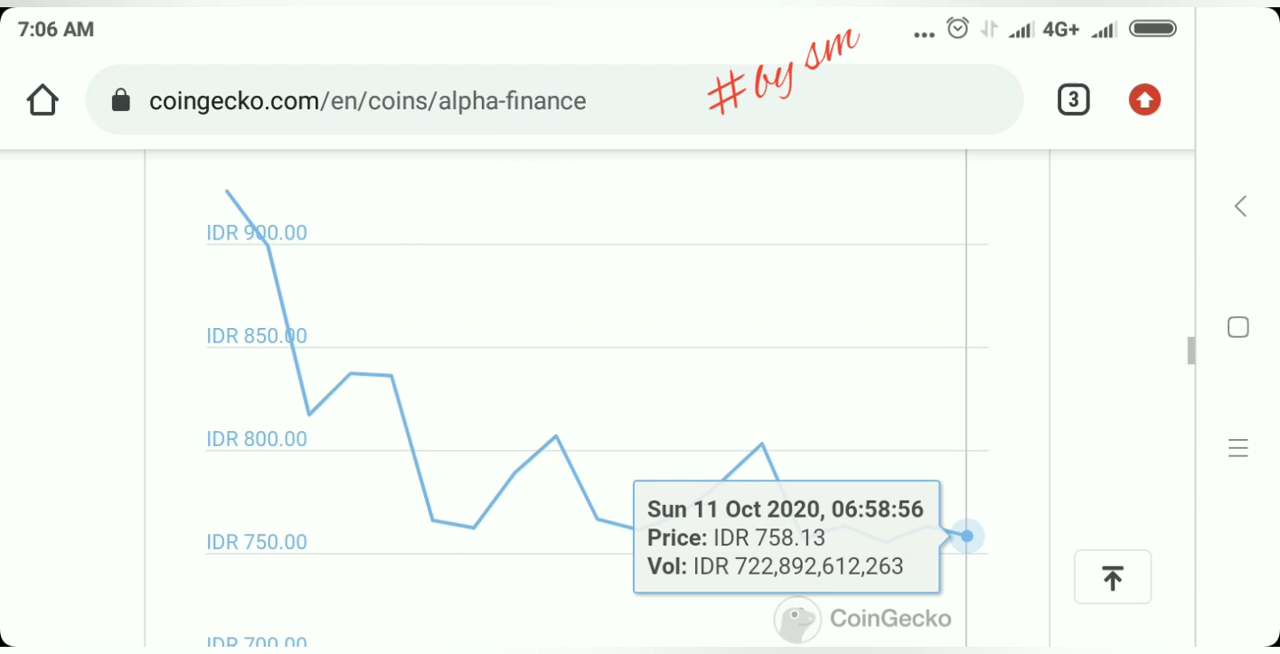 7:06 AM
... 4G+
coingecko.com/en/coins/alpha-finance
#by sm
3
IDR 900.00
IDR 850.00
IDR 800.00
IDR 750.00
Sun 11 Oct 2020, 06:58:56
Price: IDR 758.13
Vol: IDR 722,892,612,263
CoinGecko
IDR 700.00